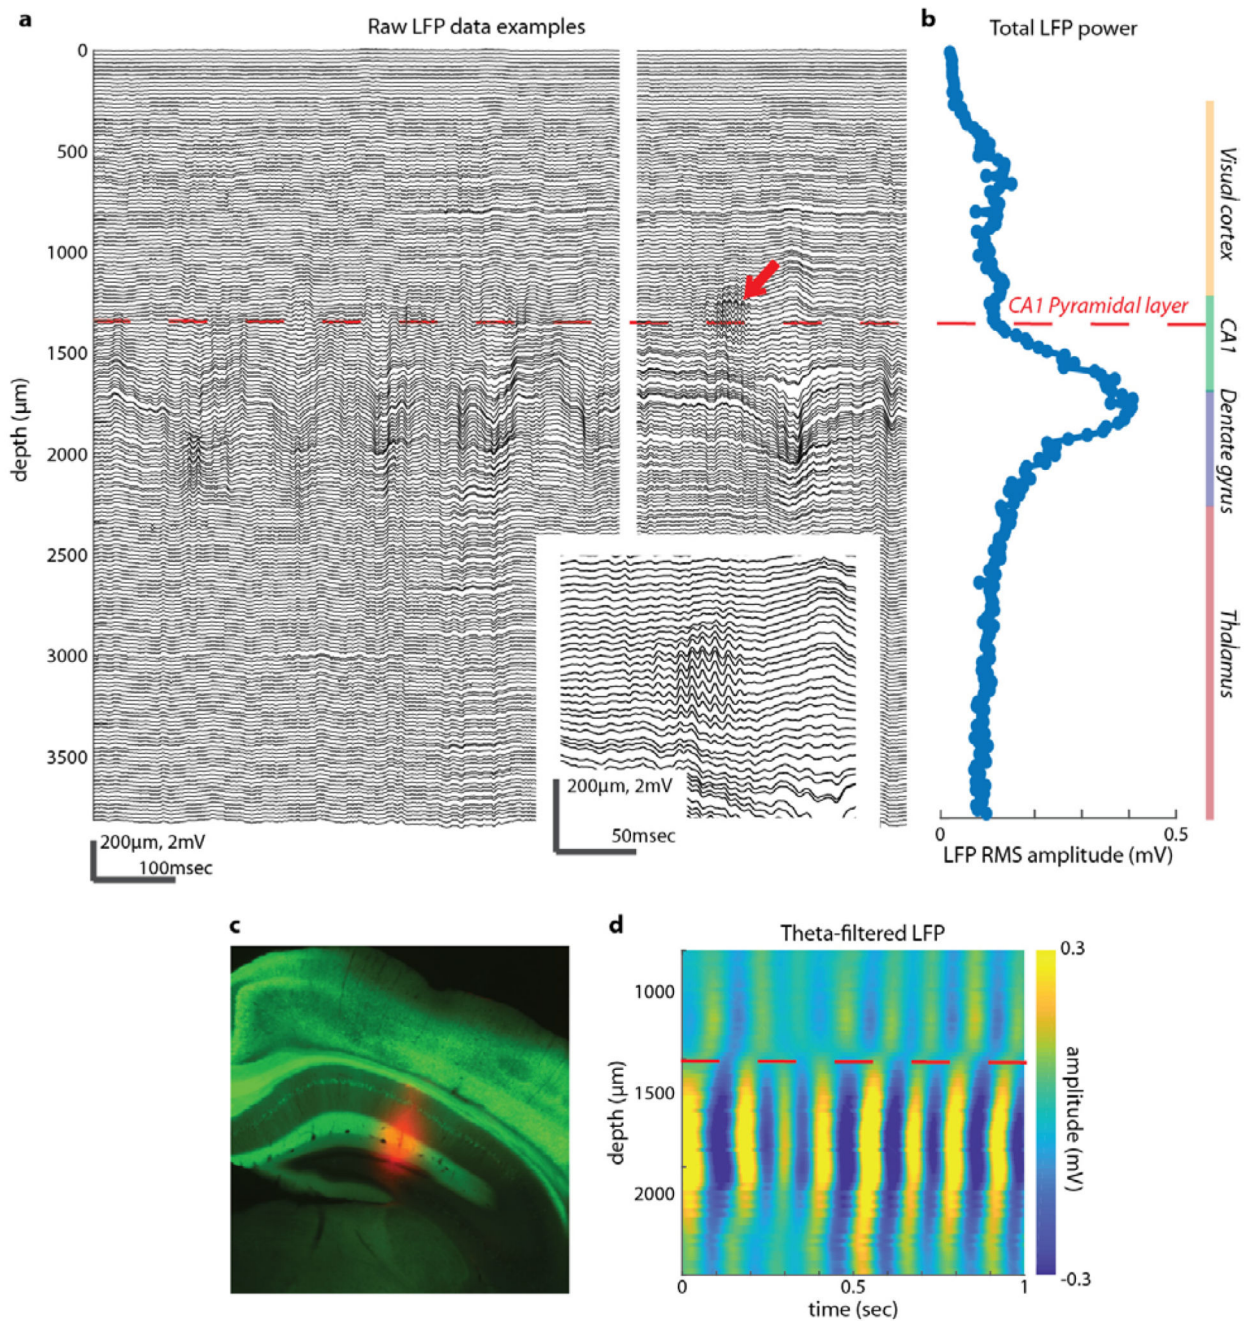 a
Raw LFP data examples
0
500
1000
1500
2000
2500
3000
3500
depth (µm)
200µm, 2mV
100msec
200µm, 2mV
50msec
b
Total LFP power
CA1 Pyramidal layer
Visual cortex
CA1
Dentate gyrus
Thalamus
0
0.5
LFP RMS amplitude (mV)
c
d
Theta-filtered LFP
1000
1500
2000
depth (µm)
0
0.5
1
time (sec)
0.3
amplitude (mV)
-0.3